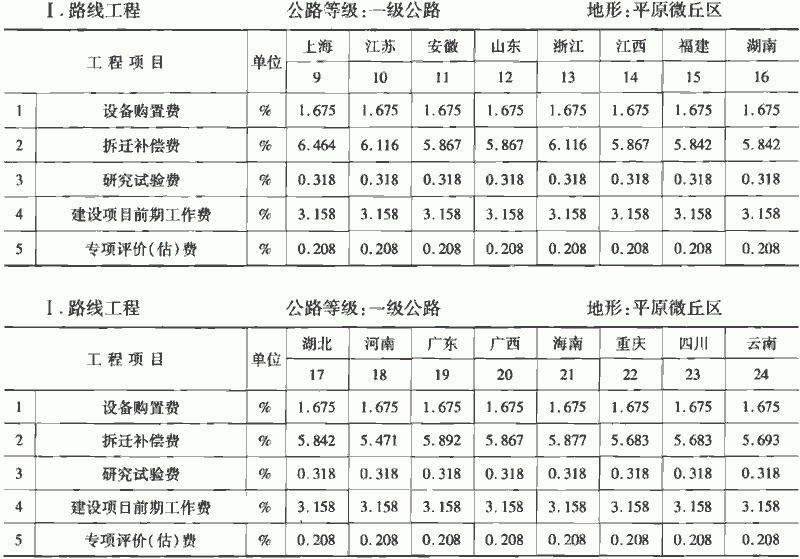 Ⅰ.路线工程 公路等级:一级公路 地形:平原微丘区
工程项目 单位 上海 江苏 安徽 山东 浙江 江西 福建 湖南
9 10 11 12 13 14 15 16
1 设备购置费 % 1.675 1.675 1.675 1.675 1.675 1.675 1.675 1.675
2 拆迁补偿费 % 6.464 6.116 5.867 5.867 6.116 5.867 5.842 5.842
3 研究试验费 % 0.318 0.318 0.318 0.318 0.318 0.318 0.318 0.318
4 建设项目前期工作费 % 3.158 3.158 3.158 3.158 3.158 3.158 3.158 3.158
5 专项评价(估)费 % 0.208 0.208 0.208 0.208 0.208 0.208 0.208 0.208
Ⅰ.路线工程 公路等级:一级公路 地形:平原微丘区
工程项目 单位 湖北 河南 广东 广西 海南 重庆 四川 云南
17 18 19 20 21 22 23 24
1 设备购置费 % 1.675 1.675 1.675 1.675 1.675 1.675 1.675 1.675
2 拆迁补偿费 % 5.842 5.471 5.892 5.867 5.877 5.683 5.683 5.693
3 研究试验费 % 0.318 0.318 0.318 0.318 0.318 0.318 0.318 0.318
4 建设项目前期工作费 % 3.158 3.158 3.158 3.158 3.158 3.158 3.158 3.158
5 专项评价(估)费 % 0.208 0.208 0.208 0.208 0.208 0.208 0.208 0.208